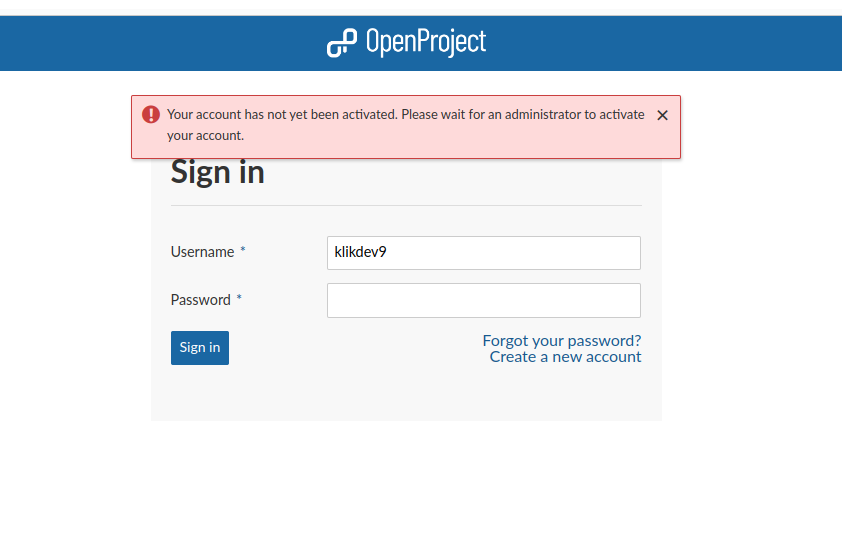 OpenProject
Your account has not yet been activated. Please wait for an administrator to activate
your account.
Sign in
Username *
klikdev9
Password *
Sign in
Forgot your password?
Create a new account